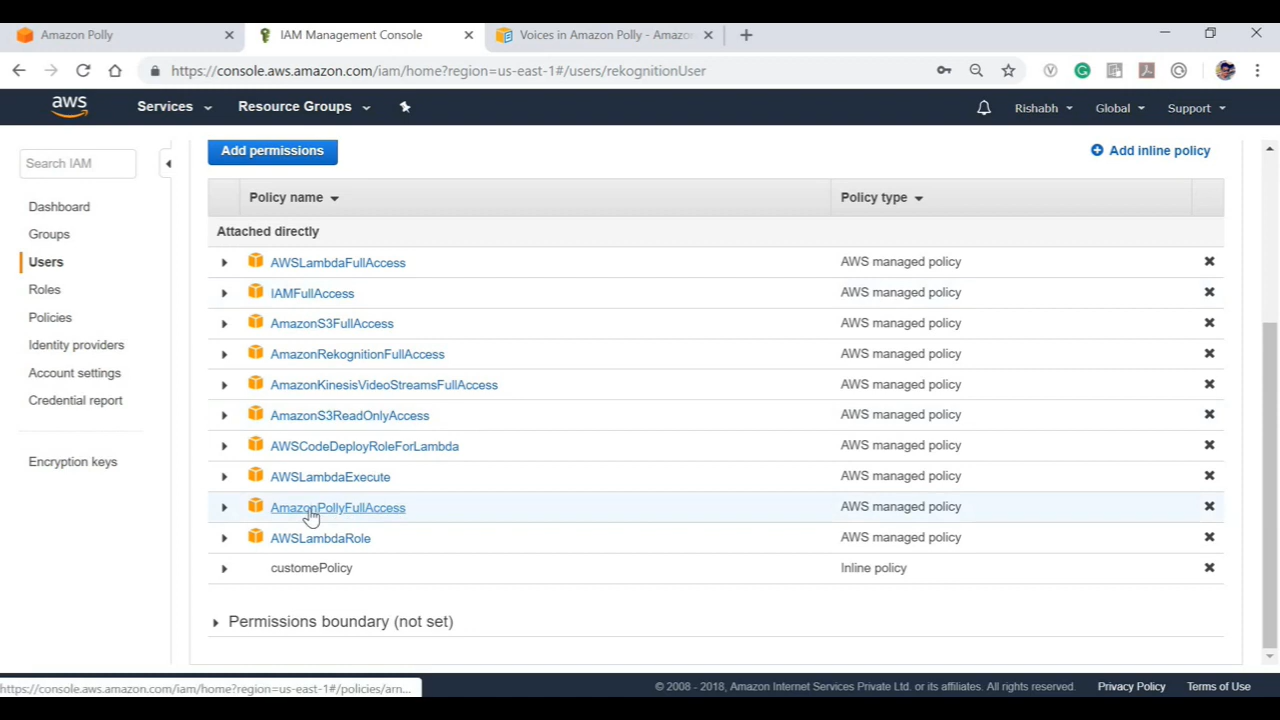 Amazon Polly
IAM Management Console
Voices in Amazon Polly - Amazo
https://console.aws.amazon.com/iam/home?region=us-east-1#/users/rekognitionUser
aws
Services
Resource Groups
Rishabh
Global
Support
Search IAM
Dashboard
Groups
Users
Roles
Policies
Identity providers
Account settings
Credential report
Encryption keys
Add permissions
Add inline policy
Policy name
Policy type
Attached directly
AWSLambdaFullAccess AWS managed policy
IAMFullAccess AWS managed policy
AmazonS3FullAccess AWS managed policy
AmazonRekognitionFullAccess AWS managed policy
AmazonKinesisVideoStreamsFullAccess AWS managed policy
AmazonS3ReadOnlyAccess AWS managed policy
AWSCodeDeployRoleForLambda AWS managed policy
AWSLambdaExecute AWS managed policy
AmazonPollyFullAccess AWS managed policy
AWSLambdaRole AWS managed policy
customePolicy Inline policy
Permissions boundary (not set)
https://console.aws.amazon.com/iam/home?region=us-east-1#/policies/arn...
© 2008 - 2018, Amazon Internet Services Private Ltd. or its affiliates. All rights reserved.
Privacy Policy
Terms of Use